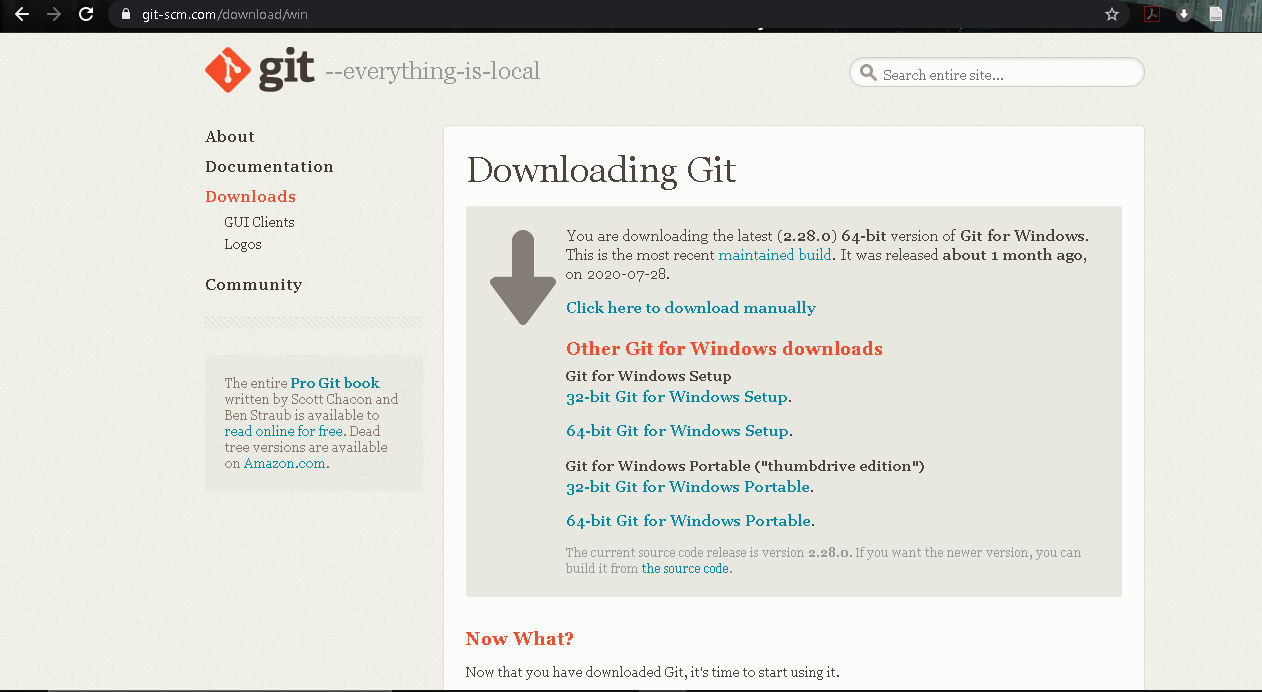 git-scm.com/download/win
git --everything-is-local
Search entire site...
About
Documentation
Downloads
GUI Clients
Logos
Community
The entire Pro Git book
written by Scott Chacon and
Ben Straub is available to
read online for free. Dead
tree versions are available
on Amazon.com.
Downloading Git
You are downloading the latest (2.28.0) 64-bit version of Git for Windows.
This is the most recent maintained build. It was released about 1 month ago,
on 2020-07-28.
Click here to download manually
Other Git for Windows downloads
Git for Windows Setup
32-bit Git for Windows Setup.
64-bit Git for Windows Setup.
Git for Windows Portable ("thumbdrive edition")
32-bit Git for Windows Portable.
64-bit Git for Windows Portable.
The current source code release is version 2.28.0. If you want the newer version, you can
build it from the source code.
Now What?
Now that you have downloaded Git, it's time to start using it.